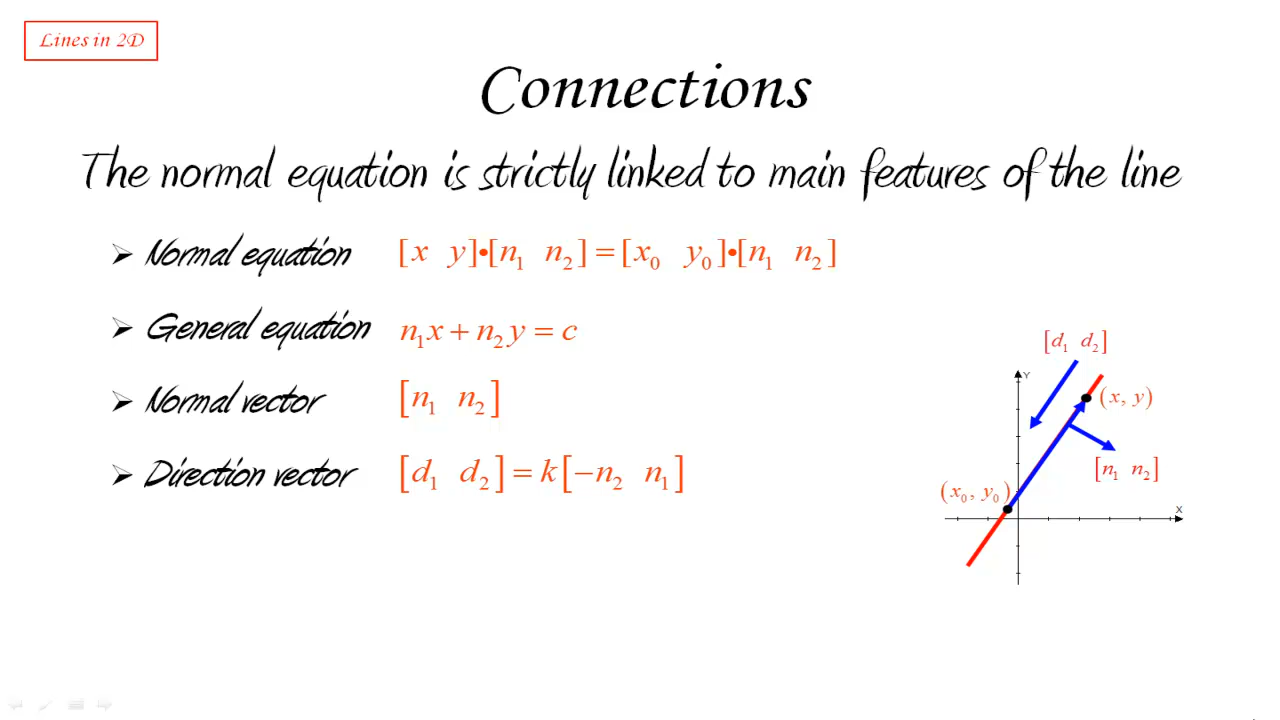 Lines in 2D
Connections
The normal equation is strictly linked to main features of the line
➢ Normal equation [x y]•[n₁ n₂] = [x₀ y₀]•[n₁ n₂]
➢ General equation n₁x + n₂y = c
➢ Normal vector [n₁ n₂]
➢ Direction vector [d₁ d₂] = k[−n₂ n₁]
[d₁ d₂]
Y
(x, y)
[n₁ n₂]
(x₀, y₀)
X